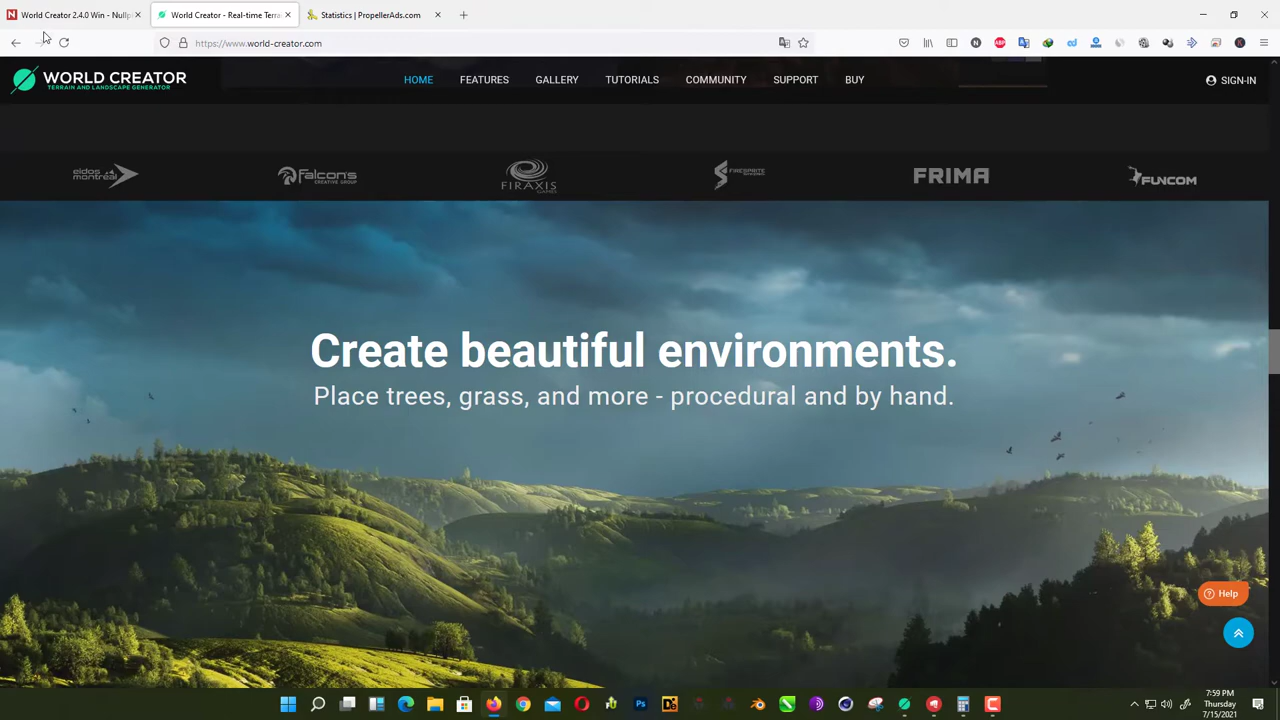 World Creator 2.4.0 Win - Nullp
World Creator - Real-time Terra
Statistics | PropellerAds.com
https://www.world-creator.com
WORLD CREATOR
TERRAIN AND LANDSCAPE GENERATOR
HOME
FEATURES
GALLERY
TUTORIALS
COMMUNITY
SUPPORT
BUY
SIGN-IN
eidos montréal
Falcon's
CREATIVE GROUP
FIRAXIS
GAMES
FIRESPRITE
FRIMA
FUNCOM
Create beautiful environments.
Place trees, grass, and more - procedural and by hand.
Help
7:59 PM
Thursday
7/15/2021